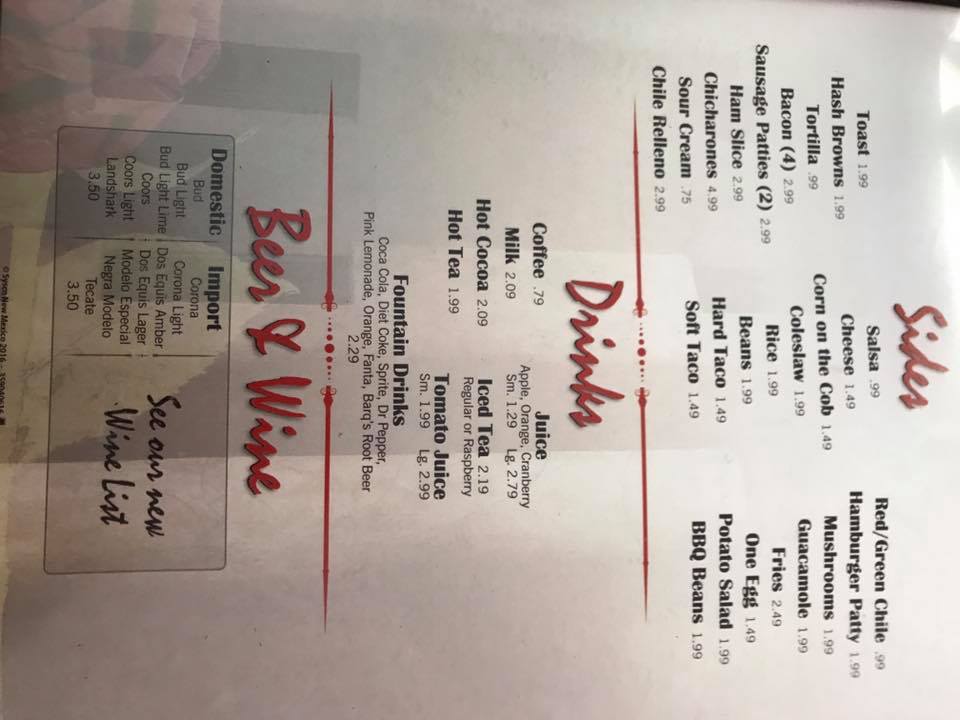 Sides
Toast 1.99
Hash Browns 1.99
Tortilla .99
Bacon (4) 2.99
Sausage Patties (2) 2.99
Ham Slice 2.99
Chicharones 4.99
Sour Cream .75
Chile Relleno 2.99
Salsa .99
Cheese 1.49
Corn on the Cob 1.49
Coleslaw 1.99
Rice 1.99
Beans 1.99
Hard Taco 1.49
Soft Taco 1.49
Red/Green Chile .99
Hamburger Patty 1.99
Mushrooms 1.99
Guacamole 1.99
Fries 2.49
One Egg 1.49
Potato Salad 1.99
BBQ Beans 1.99
Drinks
Coffee .79
Milk 2.09
Hot Cocoa 2.09
Hot Tea 1.99
Juice
Apple, Orange, Cranberry
Sm. 1.29 Lg. 2.79
Iced Tea 2.19
Regular or Raspberry
Tomato Juice
Sm. 1.99 Lg. 2.99
Fountain Drinks
Coca Cola, Diet Coke, Sprite, Dr Pepper,
Pink Lemonade, Orange, Fanta, Barq's Root Beer
2.29
Beer & Wine
Domestic
Bud
Bud Light
Bud Light Lime
Coors
Coors Light
Landshark
3.50
Import
Corona
Corona Light
Dos Equis Amber
Dos Equis Lager
Modelo Especial
Negra Modelo
Tecate
3.50
See our new
Wine List
© Sysco New Mexico 2016 -